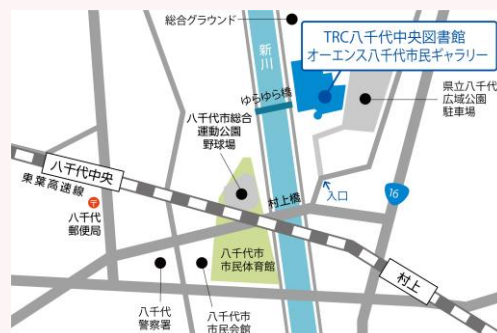 総合グラウンド
TRC八千代中央図書館
オーエンス八千代市民ギャラリー
新川
ゆらゆら橋
県立八千代
広域公園
駐車場
八千代市総合
運動公園
野球場
八千代中央
東葉高速線
村上橋
入口
16
〒
八千代
郵便局
八千代市
市民体育館
村上
八千代
警察署
八千代市
市民会館